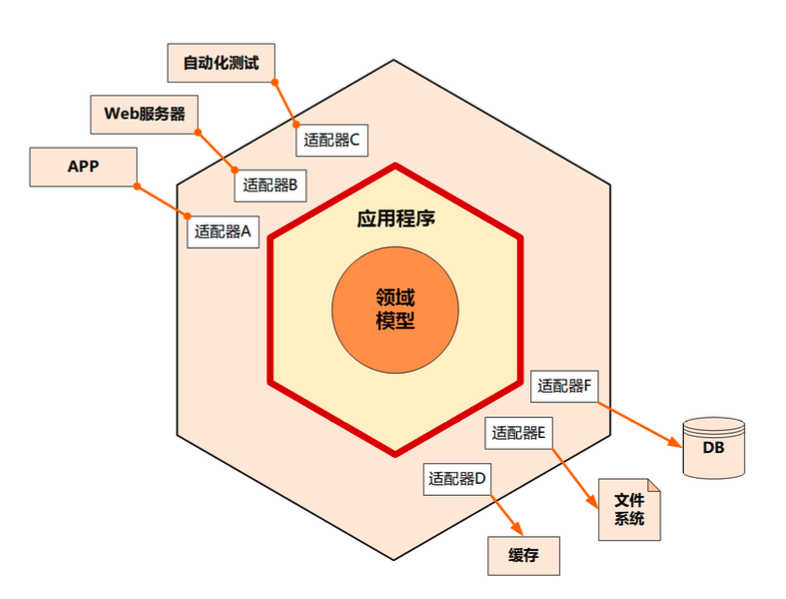 自动化测试
Web服务器
适配器C
APP
适配器B
应用程序
适配器A
领域
模型
适配器F
适配器E
DB
适配器D
文件
系统
缓存